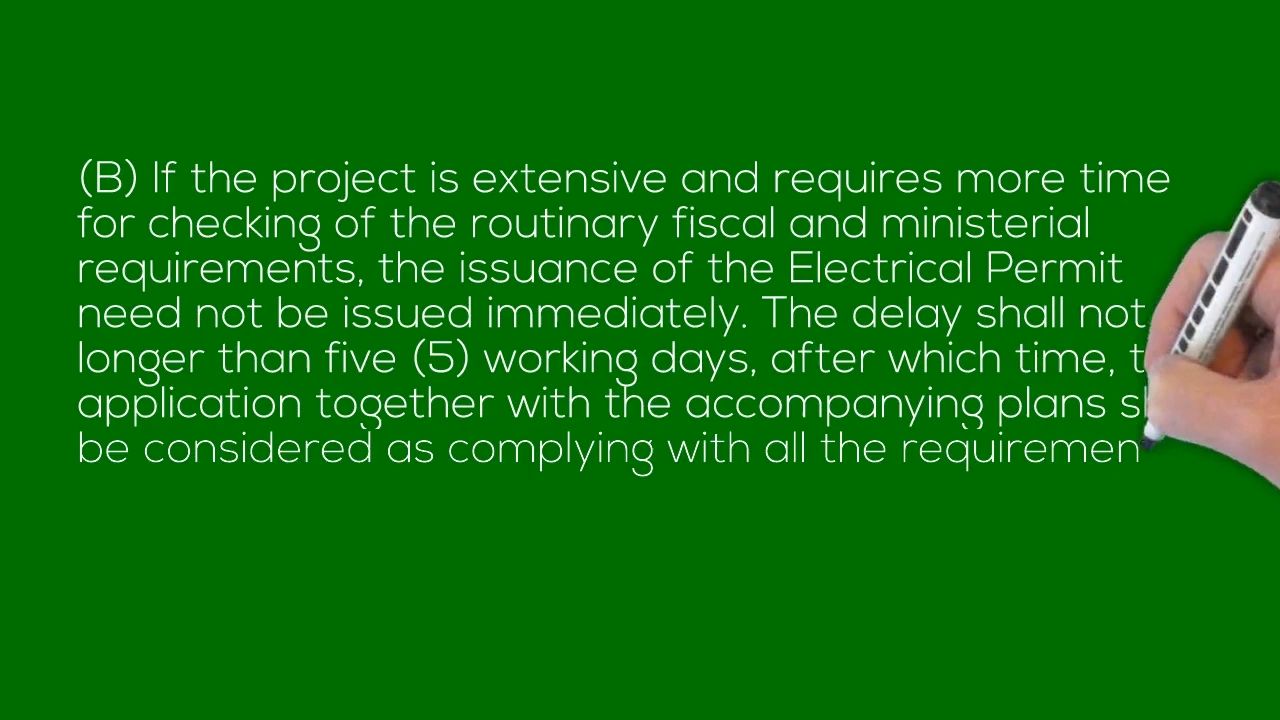 (B) If the project is extensive and requires more time
for checking of the routinary fiscal and ministerial
requirements, the issuance of the Electrical Permit
need not be issued immediately. The delay shall not
longer than five (5) working days, after which time,
application together with the accompanying plans
be considered as complying with all the requiremen